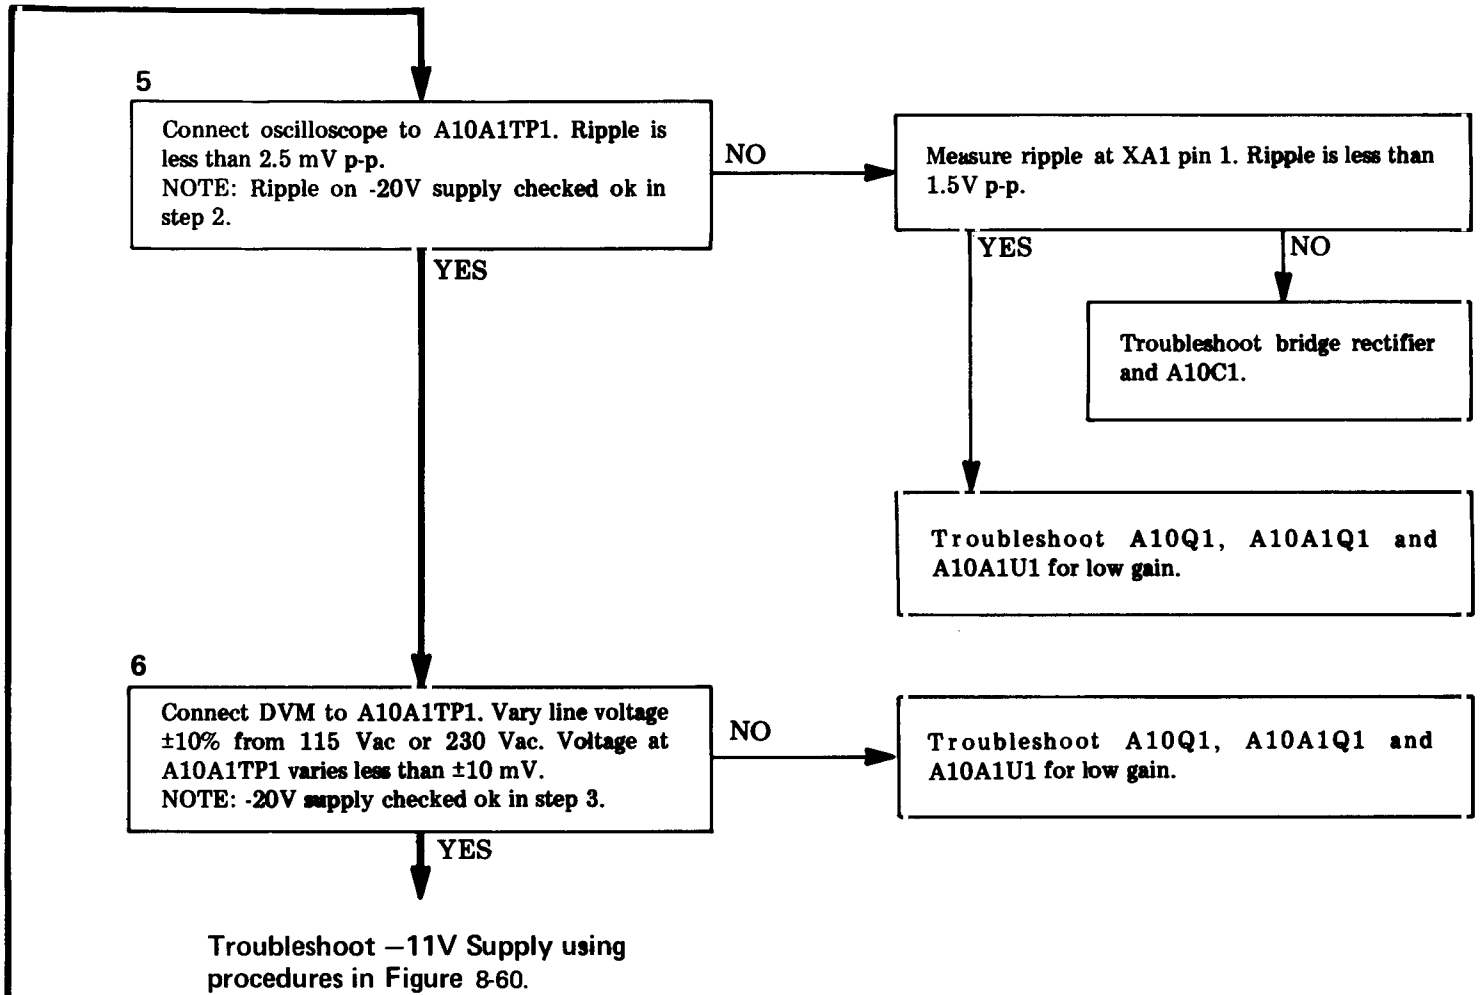 5
Connect oscilloscope to A10A1TP1. Ripple is
less than 2.5 mV p-p.
NOTE: Ripple on -20V supply checked ok in
step 2.
NO
Measure ripple at XA1 pin 1. Ripple is less than
1.5V p-p.
YES
YES
NO
Troubleshoot bridge rectifier
and A10C1.
Troubleshoot A10Q1, A10A1Q1 and
A10A1U1 for low gain.
6
Connect DVM to A10A1TP1. Vary line voltage
±10% from 115 Vac or 230 Vac. Voltage at
A10A1TP1 varies less than ±10 mV.
NOTE: -20V supply checked ok in step 3.
NO
Troubleshoot A10Q1, A10A1Q1 and
A10A1U1 for low gain.
YES
Troubleshoot —11V Supply using
procedures in Figure 8-60.